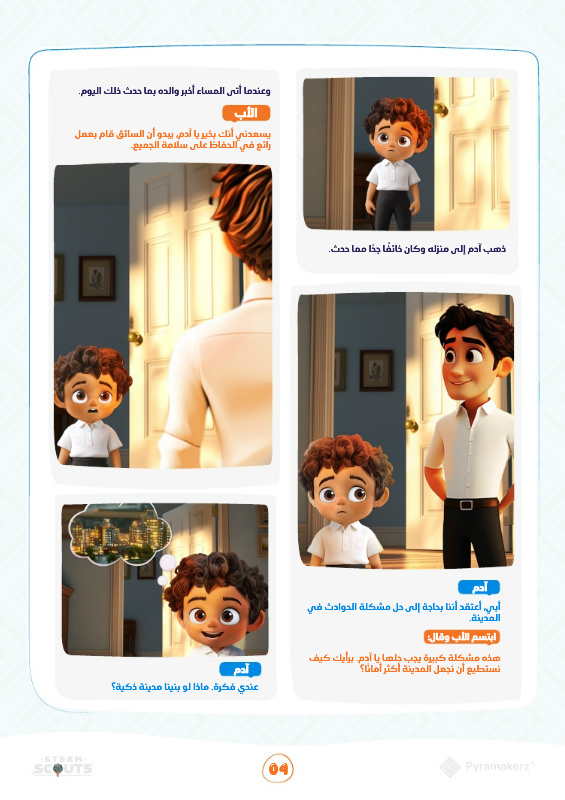 ذهب آدم إلى منزله وكان خائفًا جدًا مما حدث.
وعندما أتى المساء أخبر والده بما حدث ذلك اليوم.
الأب
يسعدني أنك بخير يا آدم، يبدو أن السائق قام بعمل
رائع في الحفاظ على سلامة الجميع.
آدم
أبي، أعتقد أننا بحاجة إلى حل مشكلة الحوادث في
المدينة.
ابتسم الأب وقال:
هذه مشكلة كبيرة يجب حلها يا آدم. برأيك كيف
نستطيع أن نجعل المدينة أكثر أمانًا؟
آدم
عندي فكرة. ماذا لو بنينا مدينة ذكية؟
STEAM
SCOUTS
04
Pyramakerz